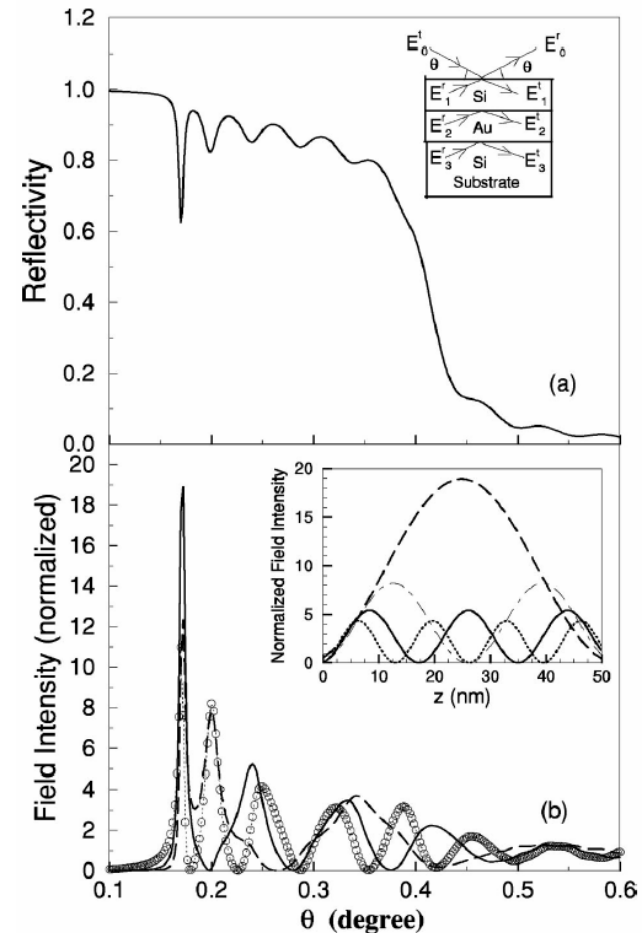 1.2
1.0
0.8
0.6
0.4
0.2
0.0
Reflectivity
E₀ᵗ E₀ʳ
θ θ
E₁ʳ Si E₁ᵗ
E₂ʳ Au E₂ᵗ
E₃ʳ Si E₃ᵗ
Substrate
(a)
20
18
16
14
12
10
8
6
4
2
0
Field Intensity (normalized)
20
15
10
5
0
Normalized Field Intensity
0 10 20 30 40 50
z (nm)
(b)
0.1 0.2 0.3 0.4 0.5 0.6
θ (degree)